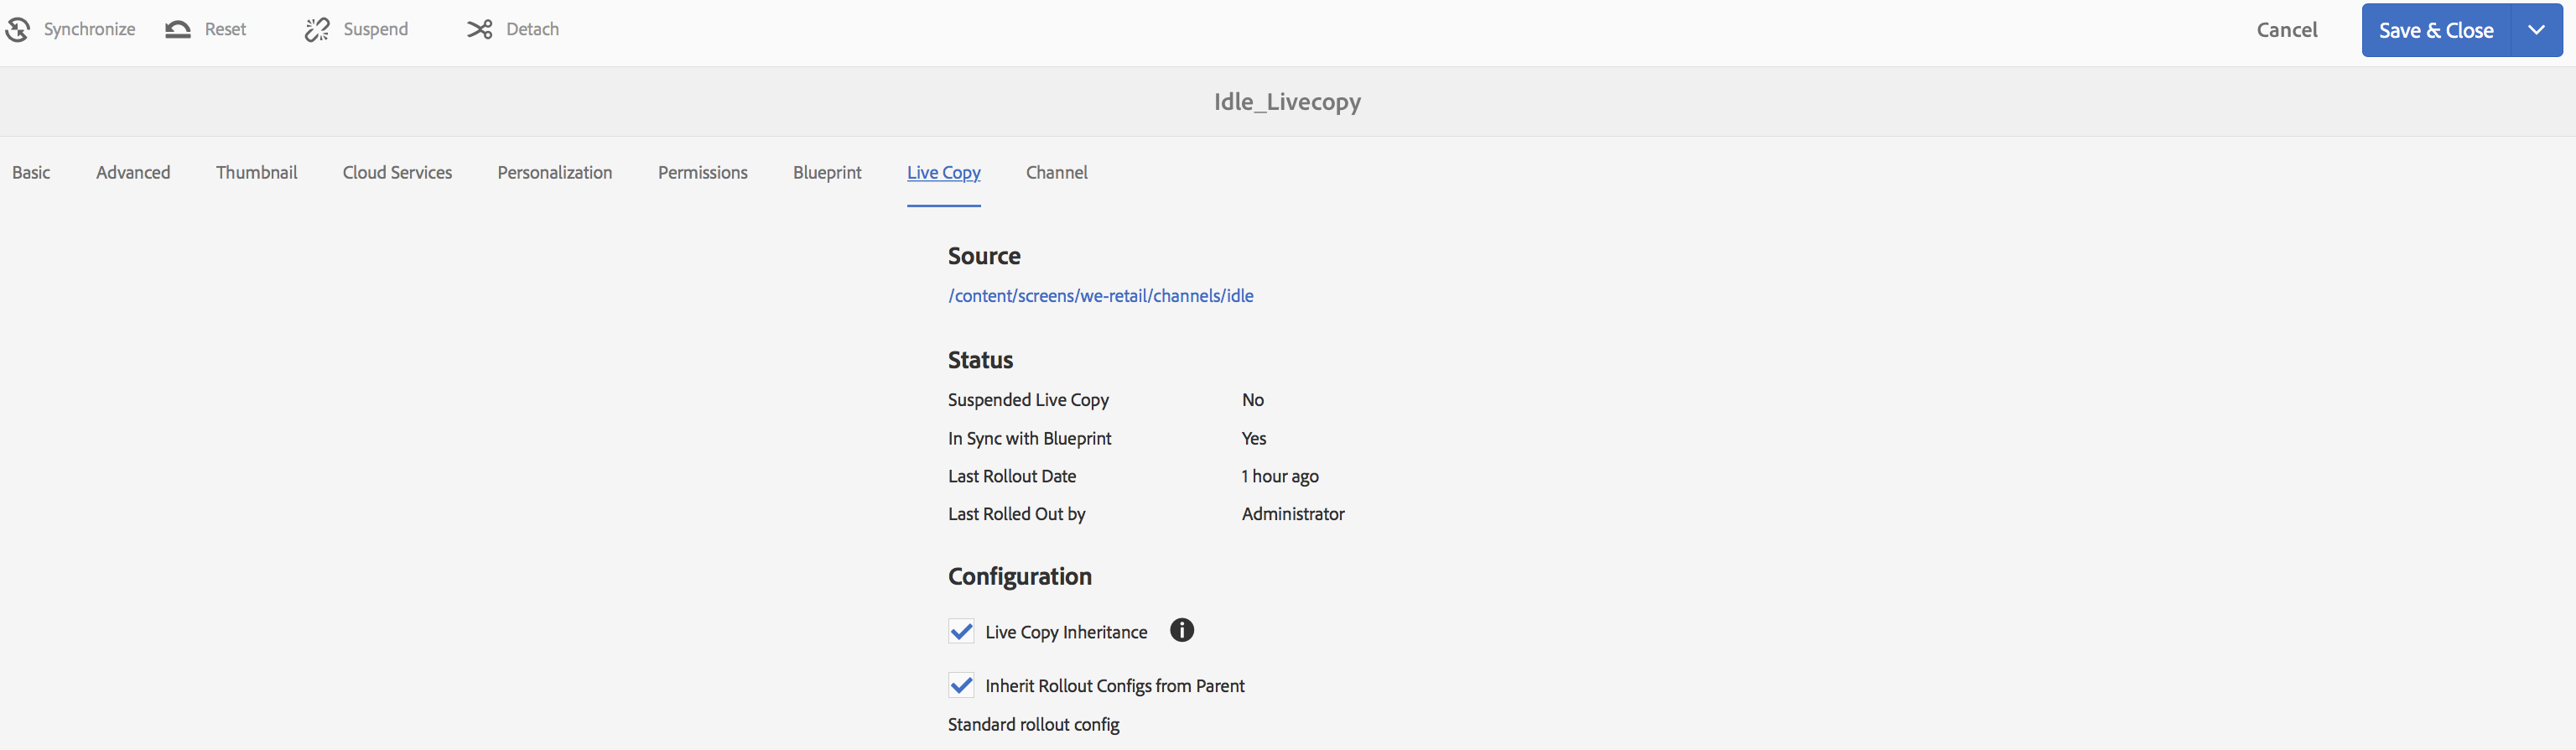 Synchronize Reset Suspend Detach Cancel Save & Close
Idle_Livecopy
Basic Advanced Thumbnail Cloud Services Personalization Permissions Blueprint Live Copy Channel
Source
/content/screens/we-retail/channels/idle
Status
Suspended Live Copy No
In Sync with Blueprint Yes
Last Rollout Date 1 hour ago
Last Rolled Out by Administrator
Configuration
Live Copy Inheritance
Inherit Rollout Configs from Parent
Standard rollout config